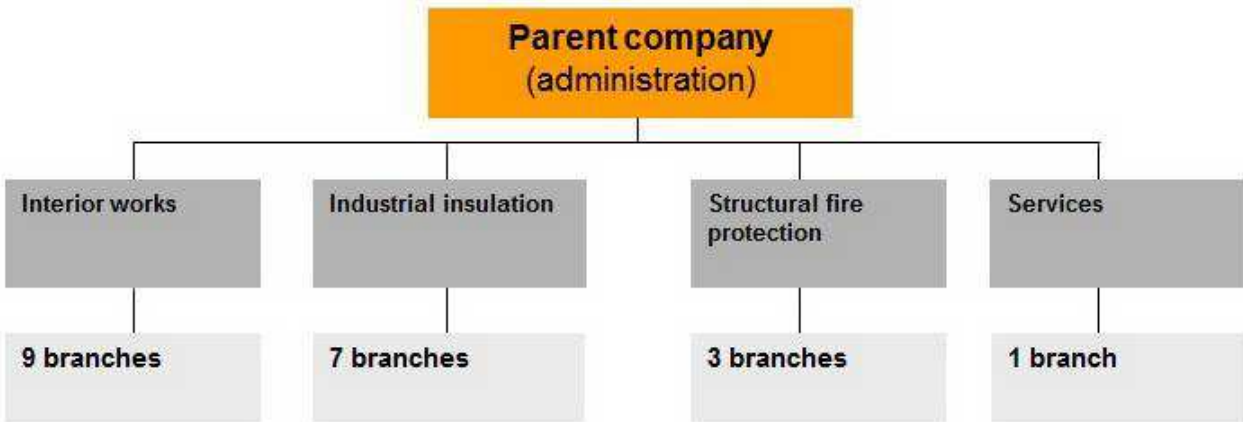 Parent company
(administration)
Interior works
Industrial insulation
Structural fire
protection
Services
9 branches
7 branches
3 branches
1 branch